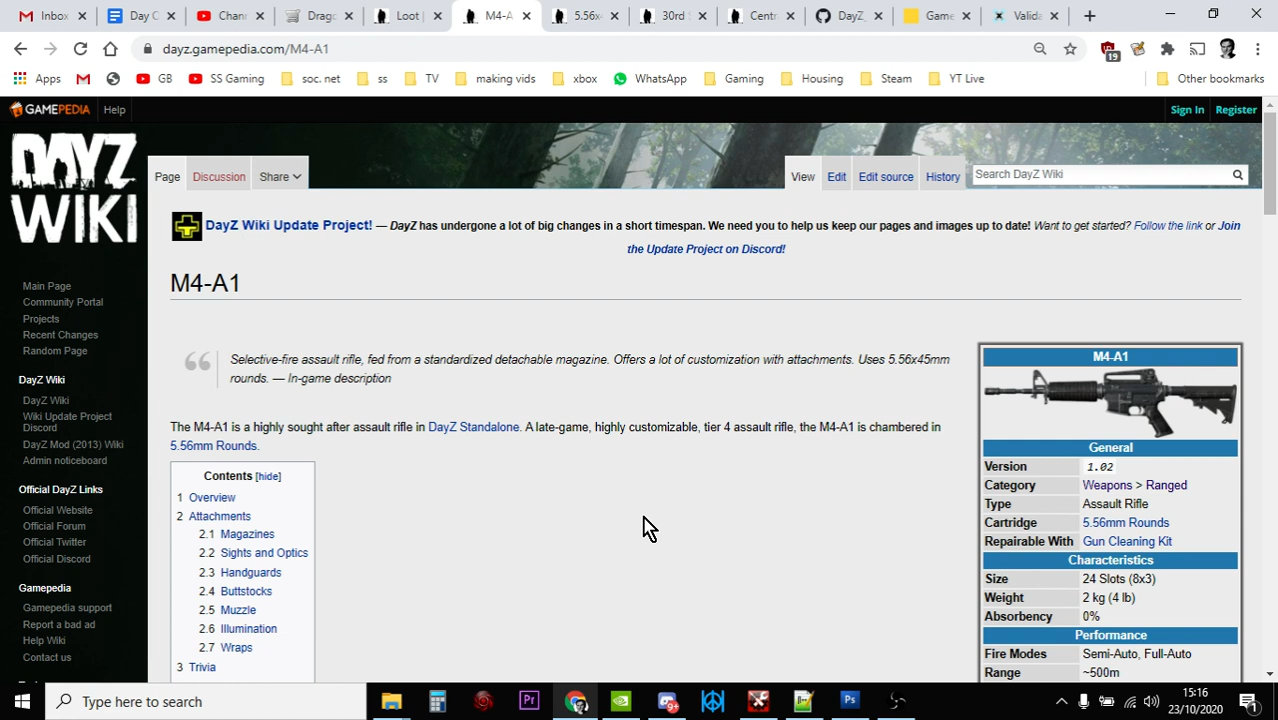 Inbox
Day O
Chann
Drago
Loot |
M4-A
5.56x4
30rd S
Centr
DayZ_
Game
Valida
dayz.gamepedia.com/M4-A1
19
Apps
GB
SS Gaming
soc. net
ss
TV
making vids
xbox
WhatsApp
Gaming
Housing
Steam
YT Live
Other bookmarks
GAMEPEDIA
Help
Sign In
Register
DAYZ
WIKI
Page
Discussion
Share
View
Edit
Edit source
History
Search DayZ Wiki
DayZ Wiki Update Project! — DayZ has undergone a lot of big changes in a short timespan. We need you to help us keep our pages and images up to date! Want to get started? Follow the link or Join
the Update Project on Discord!
M4-A1
Main Page
Community Portal
Projects
Recent Changes
Random Page
DayZ Wiki
DayZ Wiki
Wiki Update Project
Discord
DayZ Mod (2013) Wiki
Admin noticeboard
Official DayZ Links
Official Website
Official Forum
Official Twitter
Official Discord
Gamepedia
Gamepedia support
Report a bad ad
Help Wiki
Contact us
Selective-fire assault rifle, fed from a standardized detachable magazine. Offers a lot of customization with attachments. Uses 5.56x45mm
rounds. — In-game description
The M4-A1 is a highly sought after assault rifle in DayZ Standalone. A late-game, highly customizable, tier 4 assault rifle, the M4-A1 is chambered in
5.56mm Rounds.
Contents [hide]
1 Overview
2 Attachments
2.1 Magazines
2.2 Sights and Optics
2.3 Handguards
2.4 Buttstocks
2.5 Muzzle
2.6 Illumination
2.7 Wraps
3 Trivia
M4-A1
General
Version 1.02
Category Weapons > Ranged
Type Assault Rifle
Cartridge 5.56mm Rounds
Repairable With Gun Cleaning Kit
Characteristics
Size 24 Slots (8x3)
Weight 2 kg (4 lb)
Absorbency 0%
Performance
Fire Modes Semi-Auto, Full-Auto
Range ~500m
Type here to search
Pr
Ps
15:16
23/10/2020